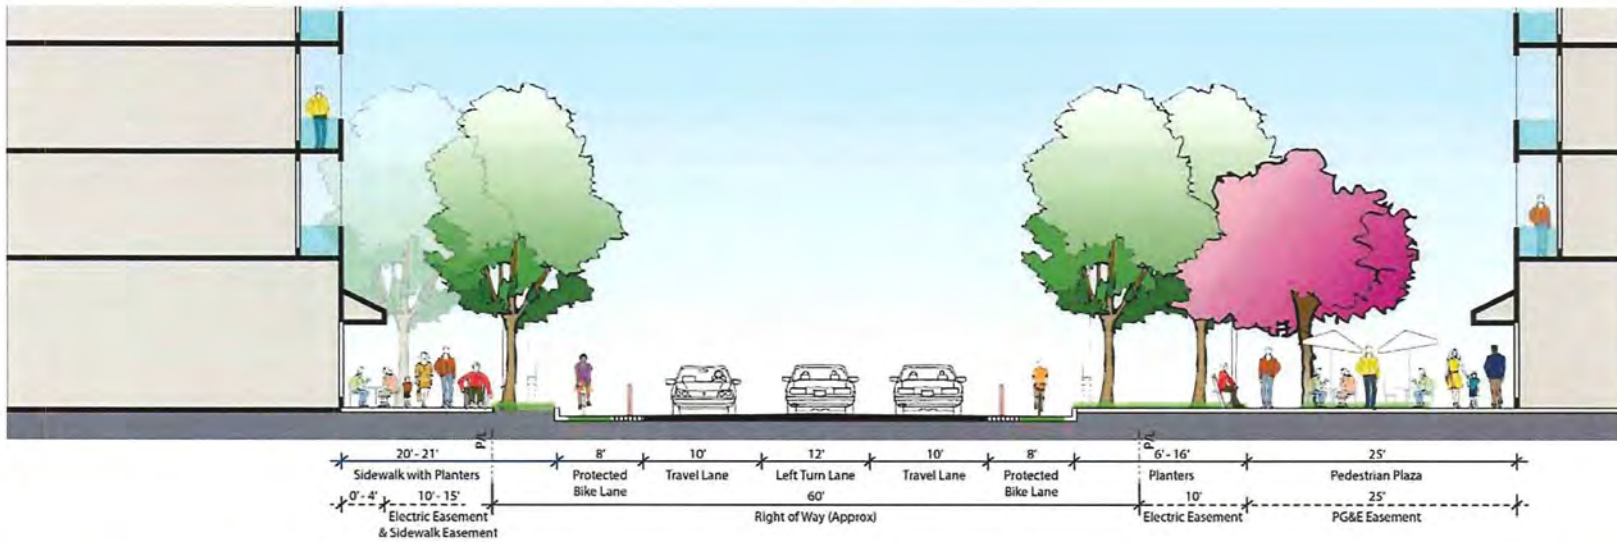 P/L
P/L
20' - 21'
8'
10'
12'
10'
8'
6' - 16'
25'
Sidewalk with Planters
Protected
Bike Lane
Travel Lane
Left Turn Lane
Travel Lane
Protected
Bike Lane
Planters
Pedestrian Plaza
0' - 4'
10' - 15'
60'
10'
25'
Electric Easement
& Sidewalk Easement
Right of Way (Approx)
Electric Easement
PG&E Easement